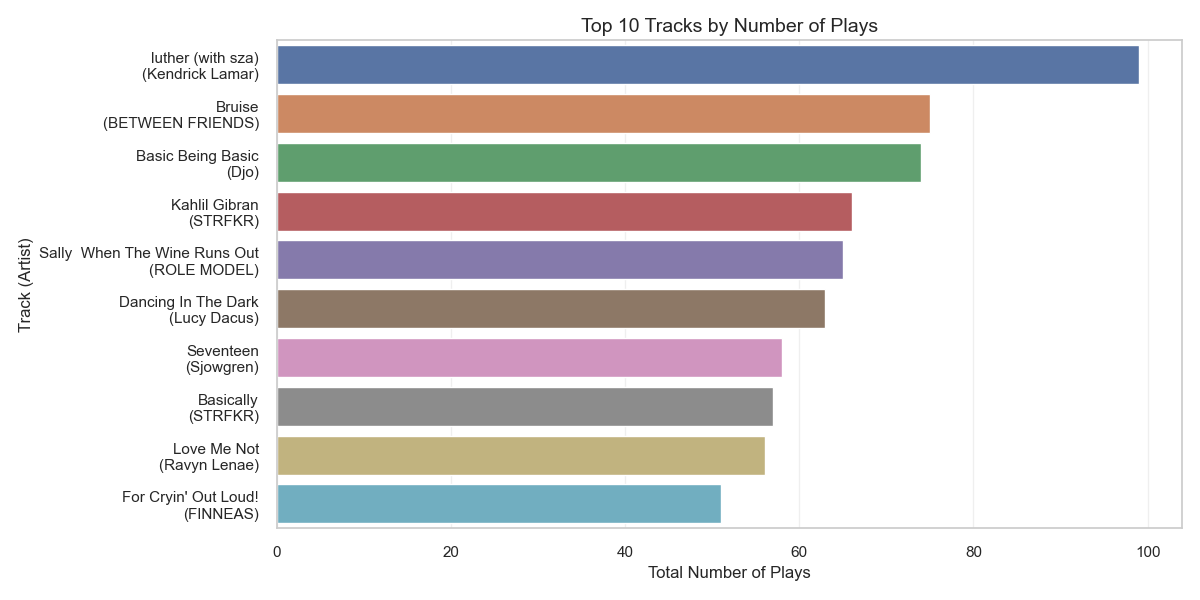 Top 10 Tracks by Number of Plays
luther (with sza)
(Kendrick Lamar)
Bruise
(BETWEEN FRIENDS)
Basic Being Basic
(Djo)
Kahlil Gibran
(STRFKR)
Sally  When The Wine Runs Out
(ROLE MODEL)
Dancing In The Dark
(Lucy Dacus)
Seventeen
(Sjowgren)
Basically
(STRFKR)
Love Me Not
(Ravyn Lenae)
For Cryin' Out Loud!
(FINNEAS)
Track (Artist)
0 20 40 60 80 100
Total Number of Plays